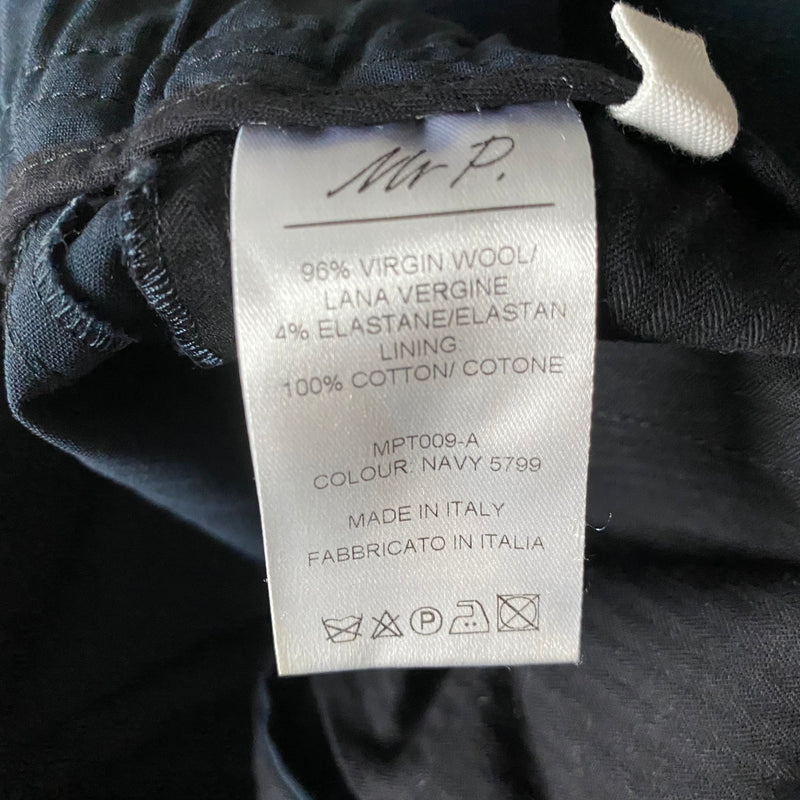 Mr P.
96% VIRGIN WOOL/
LANA VERGINE
4% ELASTANE/ELASTAN
LINING:
100% COTTON/ COTONE
MPT009-A
COLOUR: NAVY 5799
MADE IN ITALY
FABBRICATO IN ITALIA
P